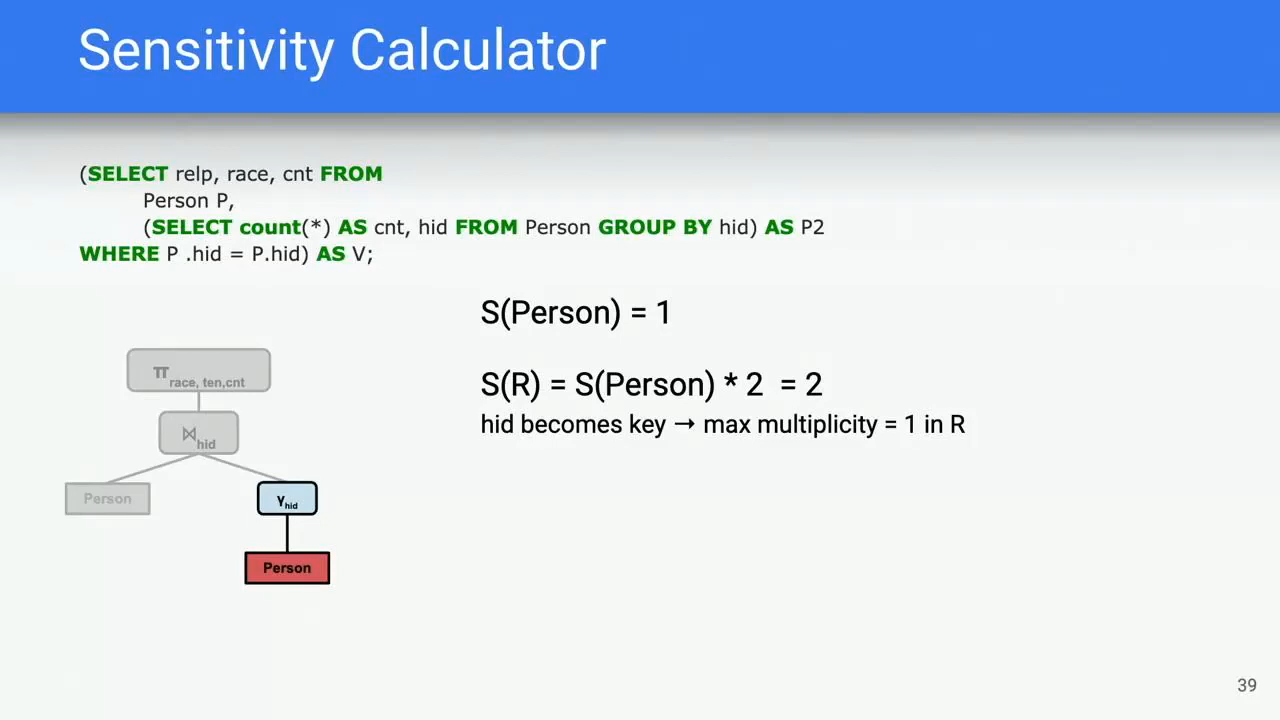 Sensitivity Calculator
(SELECT relp, race, cnt FROM
Person P,
(SELECT count(*) AS cnt, hid FROM Person GROUP BY hid) AS P2
WHERE P .hid = P.hid) AS V;
S(Person) = 1
S(R) = S(Person) * 2 = 2
hid becomes key → max multiplicity = 1 in R
π race, ten,cnt
⋈ hid
Person
γ hid
Person
39